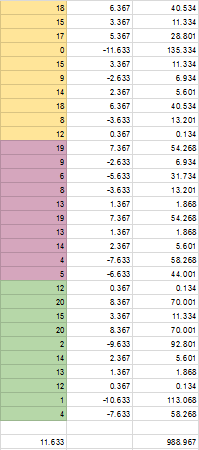 18 6.367 40.534
15 3.367 11.334
17 5.367 28.801
0 -11.633 135.334
15 3.367 11.334
9 -2.633 6.934
14 2.367 5.601
18 6.367 40.534
8 -3.633 13.201
12 0.367 0.134
19 7.367 54.268
9 -2.633 6.934
6 -5.633 31.734
8 -3.633 13.201
13 1.367 1.868
19 7.367 54.268
13 1.367 1.868
14 2.367 5.601
4 -7.633 58.268
5 -6.633 44.001
12 0.367 0.134
20 8.367 70.001
15 3.367 11.334
20 8.367 70.001
2 -9.633 92.801
14 2.367 5.601
13 1.367 1.868
12 0.367 0.134
1 -10.633 113.068
4 -7.633 58.268
11.633 988.967